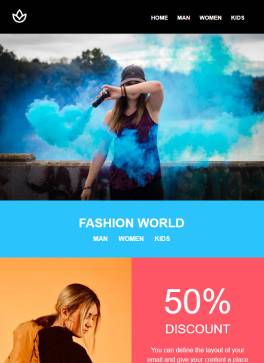 HOME MAN WOMEN KIDS
FASHION WORLD
MAN WOMEN KIDS
50%
DISCOUNT
You can define the layout of your
email and give your content a place